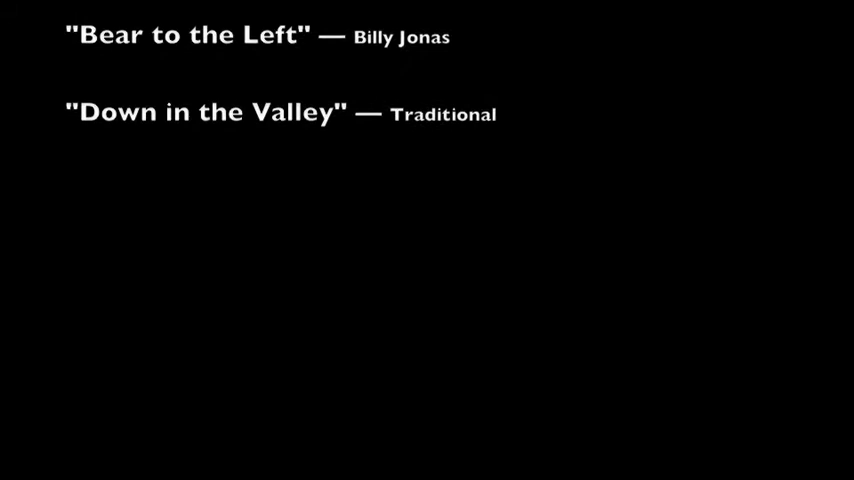 "Bear to the Left" — Billy Jonas
"Down in the Valley" — Traditional